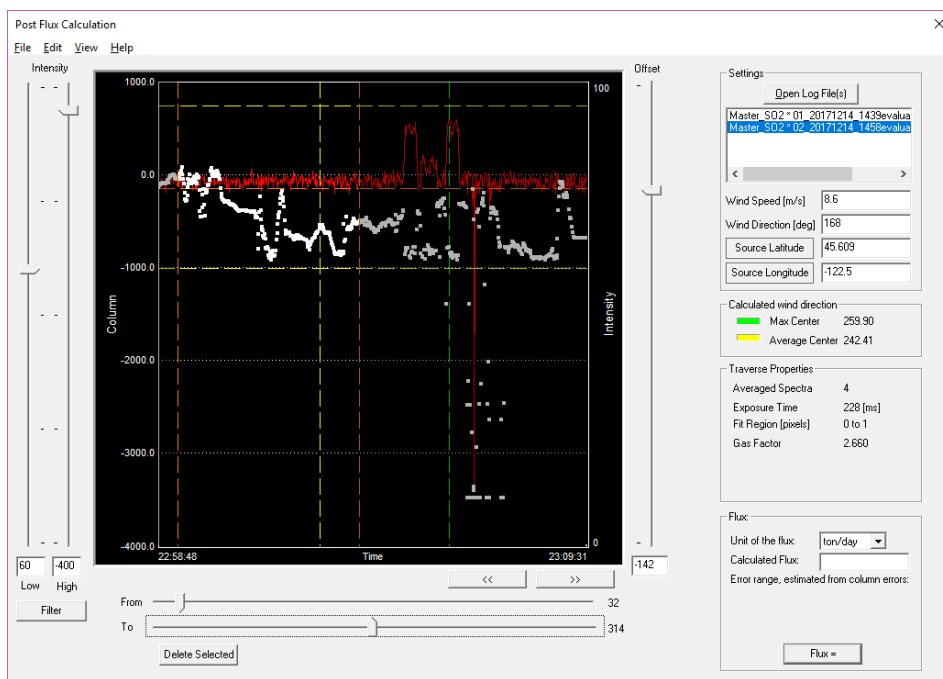 Post Flux Calculation
File Edit View Help
Intensity
Offset
1000.0
0.0
-1000.0
-2000.0
-3000.0
-4000.0
Column
100
0
Intensity
22:58:48
Time
23:09:31
60
-400
Low
High
Filter
-142
<<
>>
From
32
To
314
Delete Selected
Settings
Open Log File(s)
Master_SO2 * 01_20171214_1439evalua
Master_SO2 * 02_20171214_1458evalua
Wind Speed [m/s] 8.6
Wind Direction [deg] 168
Source Latitude 45.609
Source Longitude -122.5
Calculated wind direction
Max Center 259.90
Average Center 242.41
Traverse Properties
Averaged Spectra 4
Exposure Time 228 [ms]
Fit Region [pixels] 0 to 1
Gas Factor 2.660
Flux:
Unit of the flux: ton/day
Calculated Flux:
Error range, estimated from column errors:
Flux =